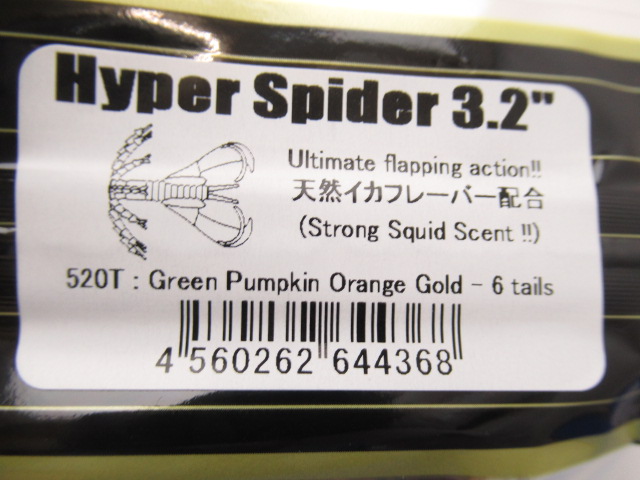 Hyper Spider 3.2"
Ultimate flapping action!!
天然イカフレーバー配合
(Strong Squid Scent !!)
520T : Green Pumpkin Orange Gold - 6 tails
4 560262 644368